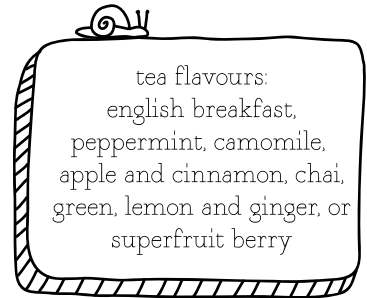 tea flavours:
english breakfast,
peppermint, camomile,
apple and cinnamon, chai,
green, lemon and ginger, or
superfruit berry